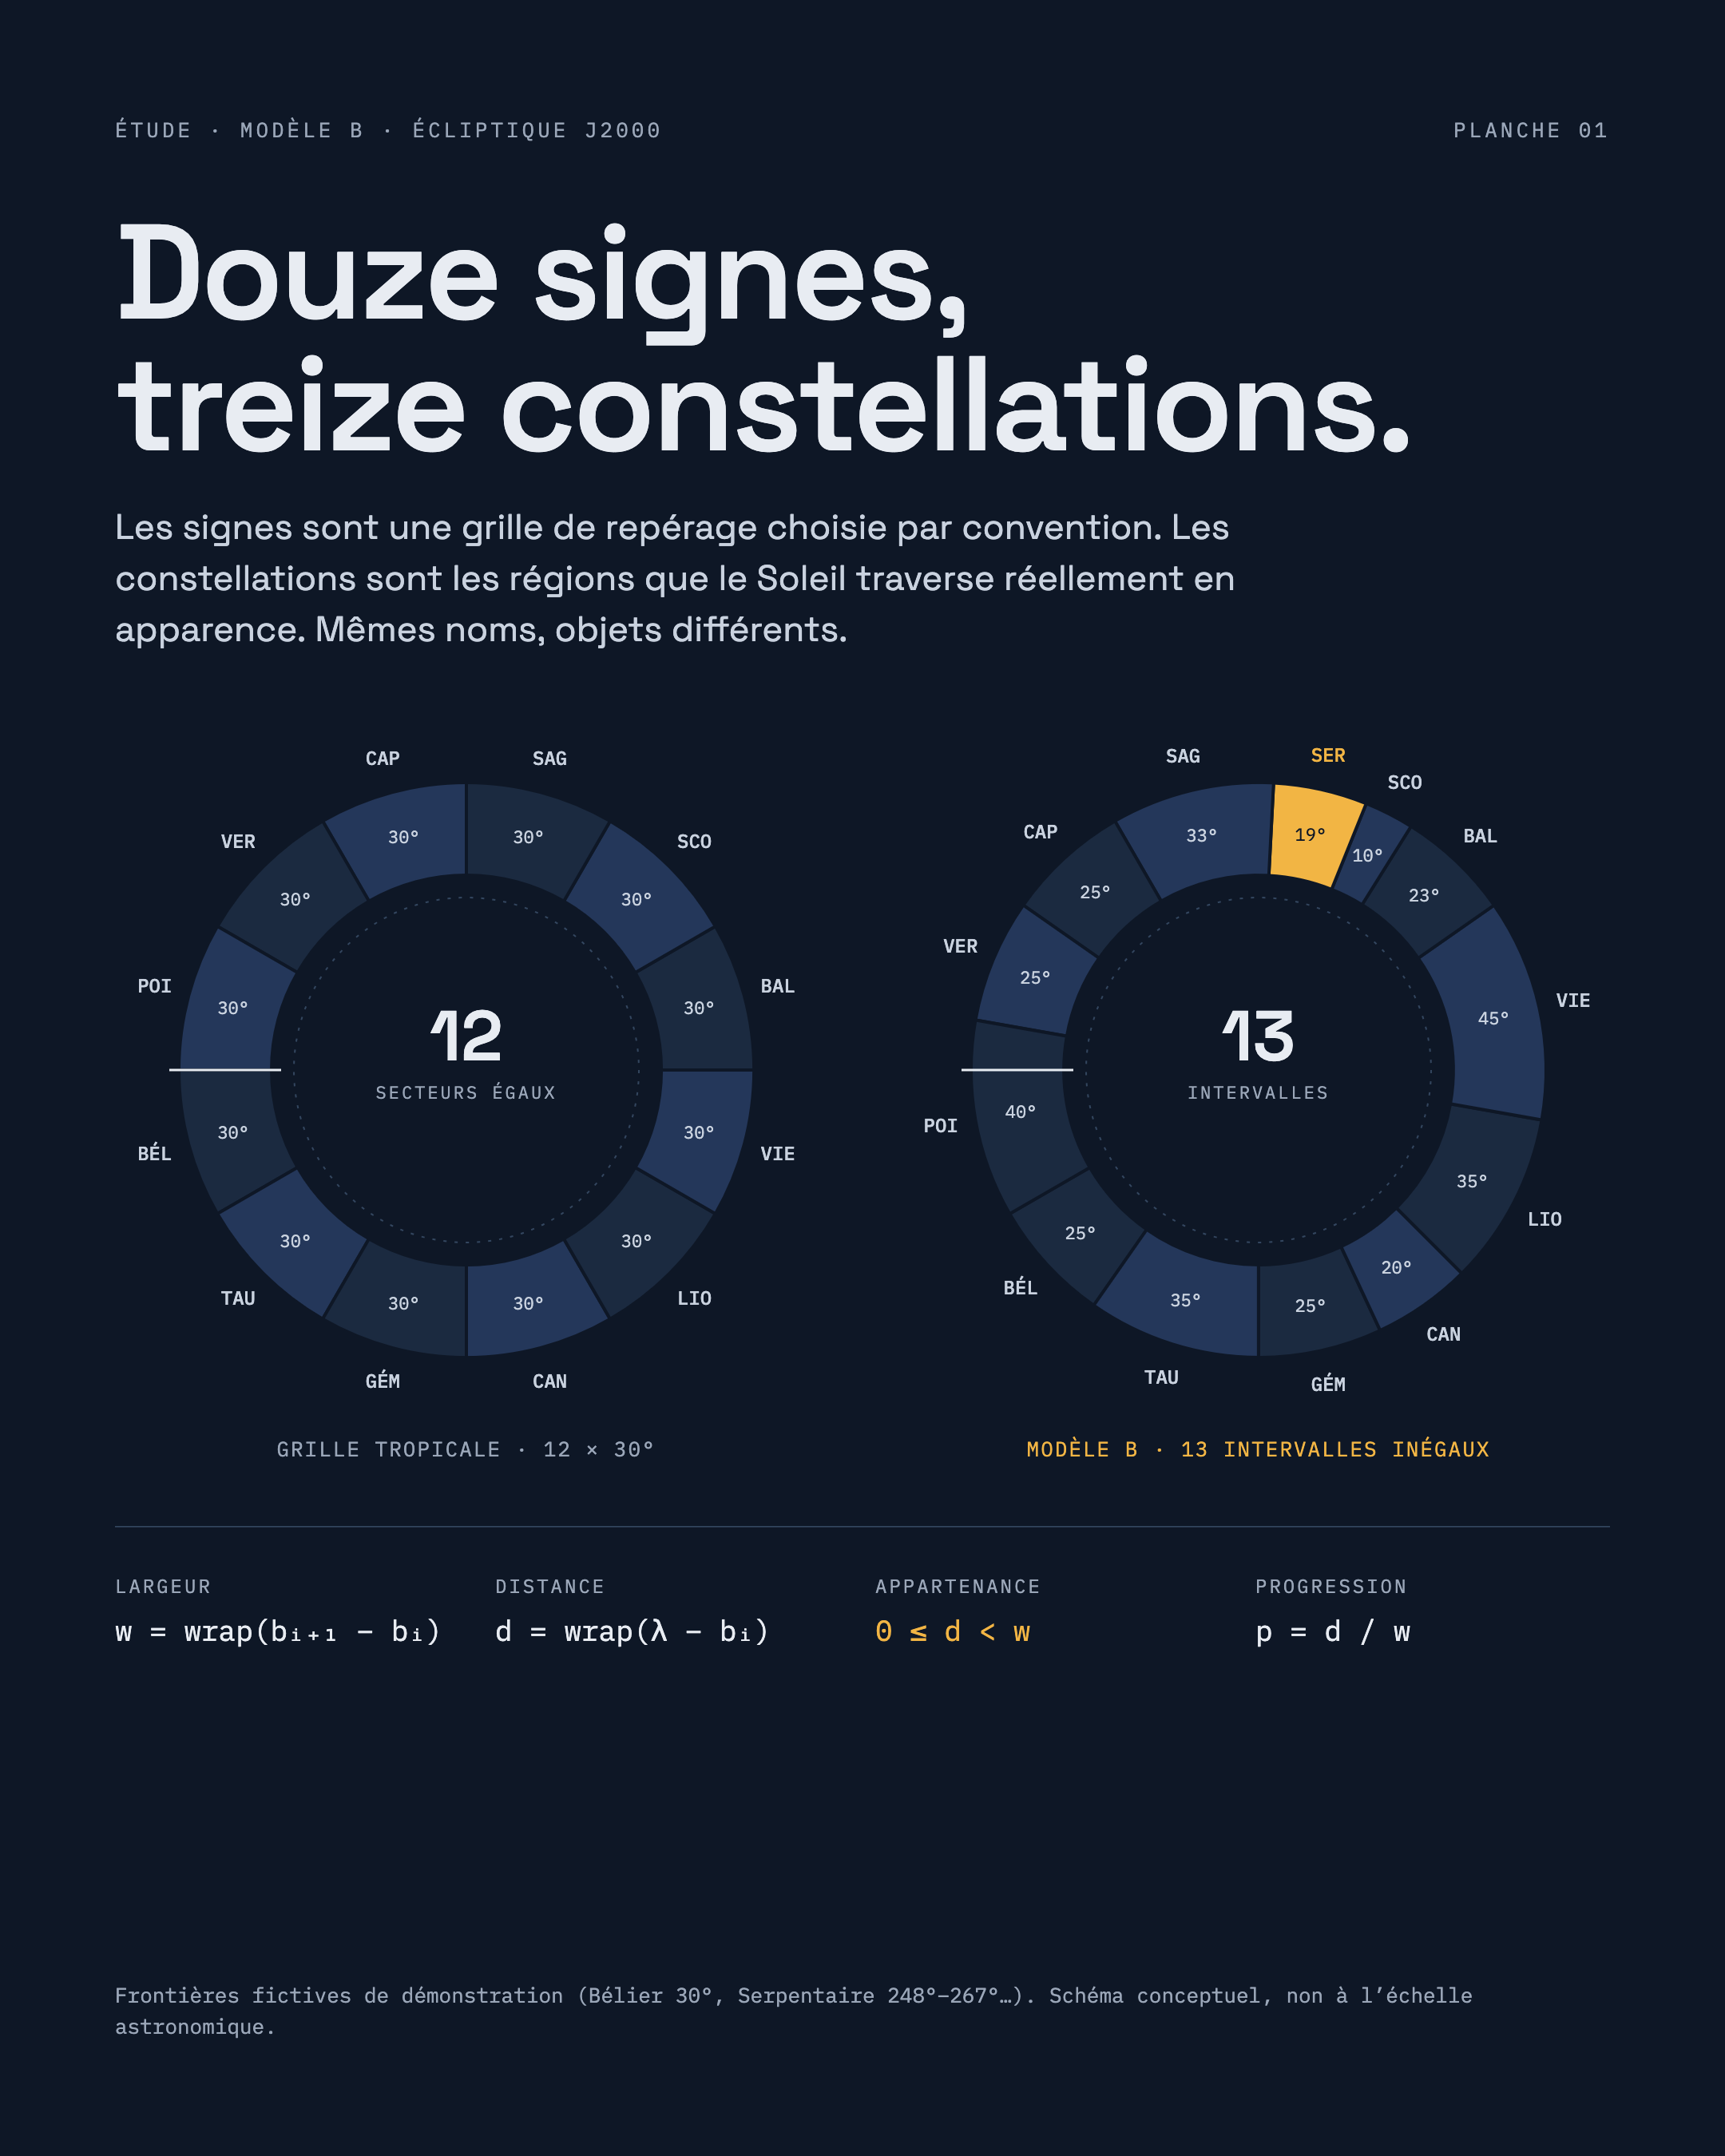 ÉTUDE · MODÈLE B · ÉCLIPTIQUE J2000
PLANCHE 01
Douze signes,
treize constellations.
Les signes sont une grille de repérage choisie par convention. Les
constellations sont les régions que le Soleil traverse réellement en
apparence. Mêmes noms, objets différents.
CAP
SAG
VER
30°
30°
SCO
30°
30°
POI
BAL
30°
30°
12
SECTEURS ÉGAUX
30°
30°
BÉL
VIE
30°
30°
TAU
30°
30°
LIO
GÉM
CAN
GRILLE TROPICALE · 12 × 30°
SAG
SER
SCO
CAP
33°
19°
BAL
10°
25°
23°
VER
25°
VIE
45°
13
INTERVALLES
40°
POI
35°
LIO
25°
20°
BÉL
35°
25°
CAN
TAU
GÉM
MODÈLE B · 13 INTERVALLES INÉGAUX
LARGEUR
w = wrap(bᵢ₊₁ − bᵢ)
DISTANCE
d = wrap(λ − bᵢ)
APPARTENANCE
0 ≤ d < w
PROGRESSION
p = d / w
Frontières fictives de démonstration (Bélier 30°, Serpentaire 248°–267°…). Schéma conceptuel, non à l’échelle
astronomique.